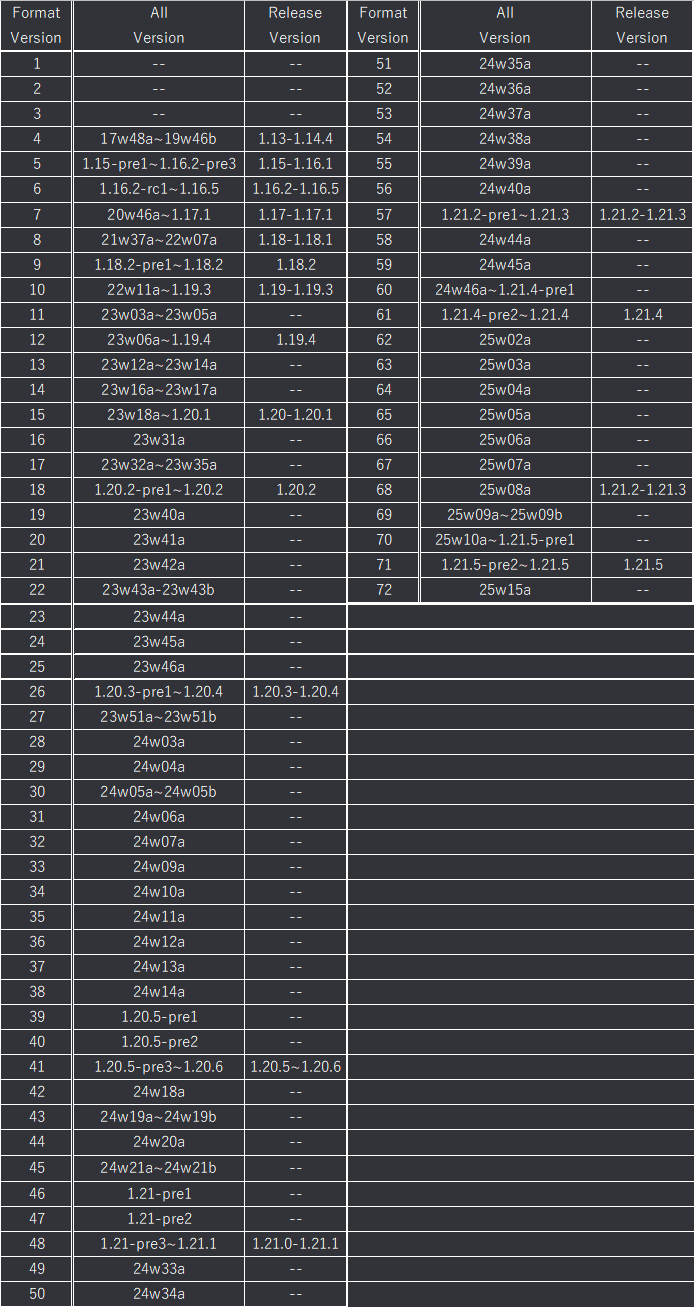 Format All Release Format All Release
Version Version Version Version Version Version
1 -- -- 51 24w35a --
2 -- -- 52 24w36a --
3 -- -- 53 24w37a --
4 17w48a~19w46b 1.13-1.14.4 54 24w38a --
5 1.15-pre1~1.16.2-pre3 1.15-1.16.1 55 24w39a --
6 1.16.2-rc1~1.16.5 1.16.2-1.16.5 56 24w40a --
7 20w46a~1.17.1 1.17-1.17.1 57 1.21.2-pre1~1.21.3 1.21.2-1.21.3
8 21w37a~22w07a 1.18-1.18.1 58 24w44a --
9 1.18.2-pre1~1.18.2 1.18.2 59 24w45a --
10 22w11a~1.19.3 1.19-1.19.3 60 24w46a~1.21.4-pre1 --
11 23w03a~23w05a -- 61 1.21.4-pre2~1.21.4 1.21.4
12 23w06a~1.19.4 1.19.4 62 25w02a --
13 23w12a~23w14a -- 63 25w03a --
14 23w16a~23w17a -- 64 25w04a --
15 23w18a~1.20.1 1.20-1.20.1 65 25w05a --
16 23w31a -- 66 25w06a --
17 23w32a~23w35a -- 67 25w07a --
18 1.20.2-pre1~1.20.2 1.20.2 68 25w08a 1.21.2-1.21.3
19 23w40a -- 69 25w09a~25w09b --
20 23w41a -- 70 25w10a~1.21.5-pre1 --
21 23w42a -- 71 1.21.5-pre2~1.21.5 1.21.5
22 23w43a-23w43b -- 72 25w15a --
23 23w44a --
24 23w45a --
25 23w46a --
26 1.20.3-pre1~1.20.4 1.20.3-1.20.4
27 23w51a~23w51b --
28 24w03a --
29 24w04a --
30 24w05a~24w05b --
31 24w06a --
32 24w07a --
33 24w09a --
34 24w10a --
35 24w11a --
36 24w12a --
37 24w13a --
38 24w14a --
39 1.20.5-pre1 --
40 1.20.5-pre2 --
41 1.20.5-pre3~1.20.6 1.20.5~1.20.6
42 24w18a --
43 24w19a~24w19b --
44 24w20a --
45 24w21a~24w21b --
46 1.21-pre1 --
47 1.21-pre2 --
48 1.21-pre3~1.21.1 1.21.0-1.21.1
49 24w33a --
50 24w34a --